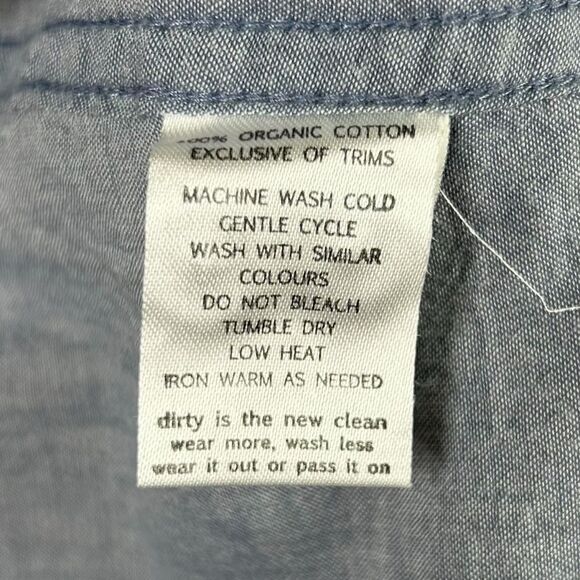 100% ORGANIC COTTON
EXCLUSIVE OF TRIMS
MACHINE WASH COLD
GENTLE CYCLE
WASH WITH SIMILAR
COLOURS
DO NOT BLEACH
TUMBLE DRY
LOW HEAT
IRON WARM AS NEEDED
dirty is the new clean
wear more, wash less
wear it out or pass it on